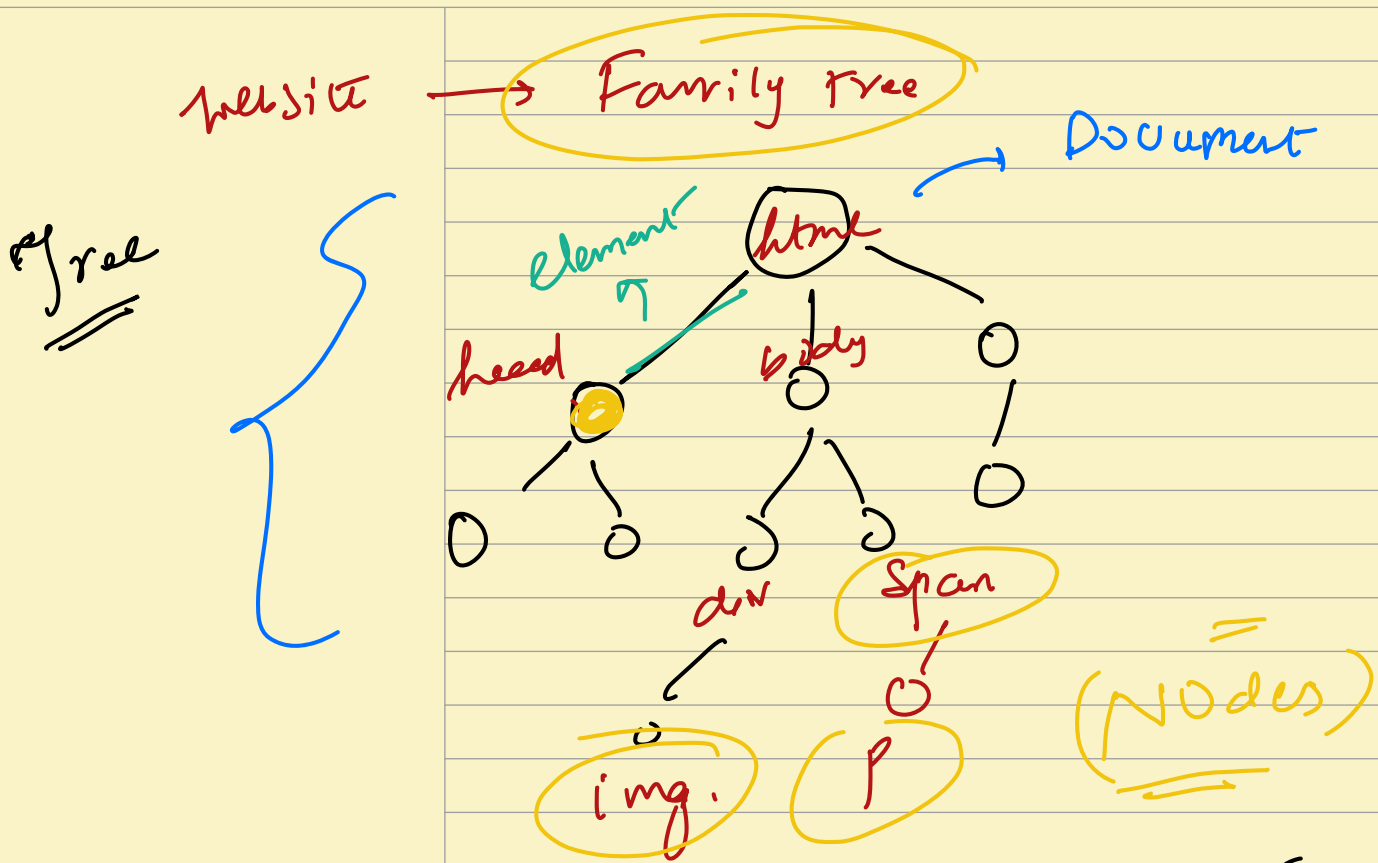 website → Family Tree
Document
html
element
Tree
head
body
div
span
(Nodes)
img.
P